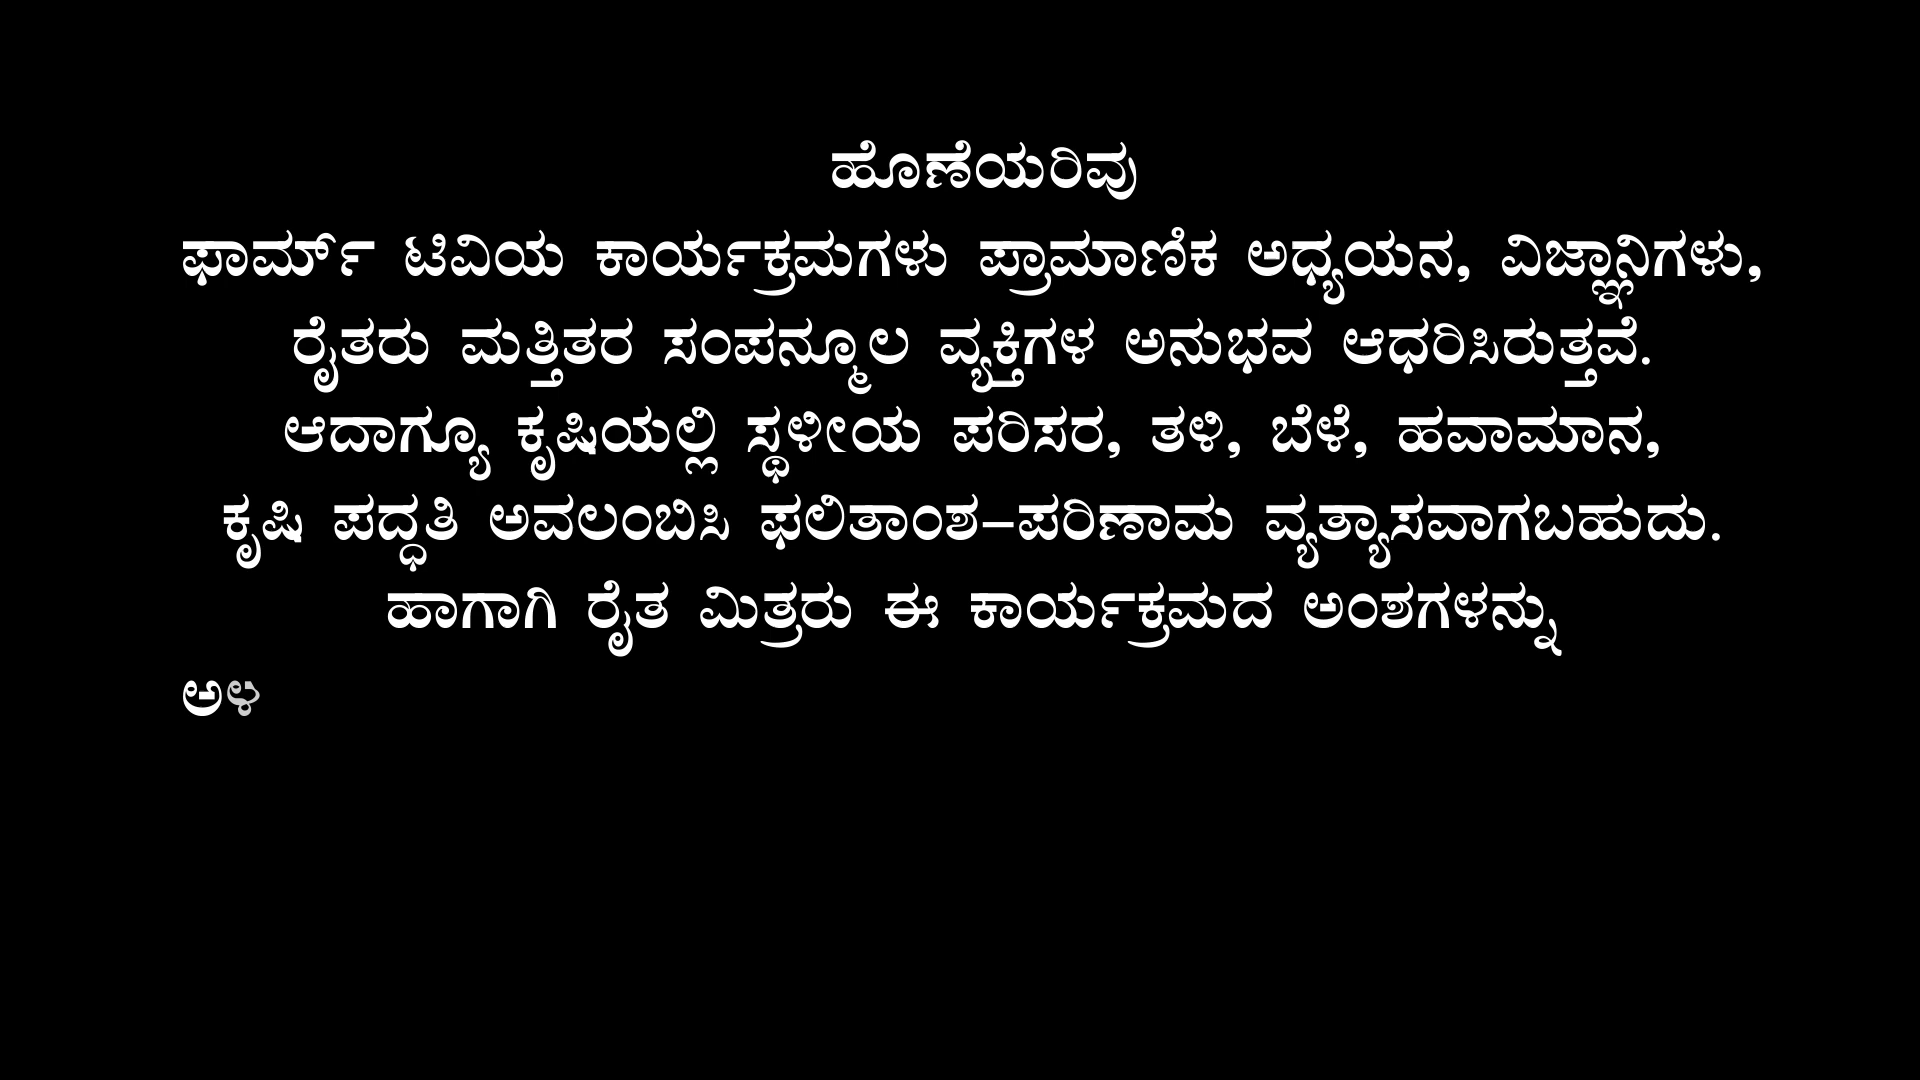 ಹೊಣೆಯರಿವು
ಫಾರ್ಮ್ ಟಿವಿಯ ಕಾರ್ಯಕ್ರಮಗಳು ಪ್ರಾಮಾಣಿಕ ಅಧ್ಯಯನ, ವಿಜ್ಞಾನಿಗಳು,
ರೈತರು ಮತ್ತಿತರ ಸಂಪನ್ಮೂಲ ವ್ಯಕ್ತಿಗಳ ಅನುಭವ ಆಧರಿಸಿರುತ್ತವೆ.
ಆದಾಗ್ಯೂ ಕೃಷಿಯಲ್ಲಿ ಸ್ಥಳೀಯ ಪರಿಸರ, ತಳಿ, ಬೆಳೆ, ಹವಾಮಾನ,
ಕೃಷಿ ಪದ್ಧತಿ ಅವಲಂಬಿಸಿ ಫಲಿತಾಂಶ–ಪರಿಣಾಮ ವ್ಯತ್ಯಾಸವಾಗಬಹುದು.
ಹಾಗಾಗಿ ರೈತ ಮಿತ್ರರು ಈ ಕಾರ್ಯಕ್ರಮದ ಅಂಶಗಳನ್ನು
ಅಳ